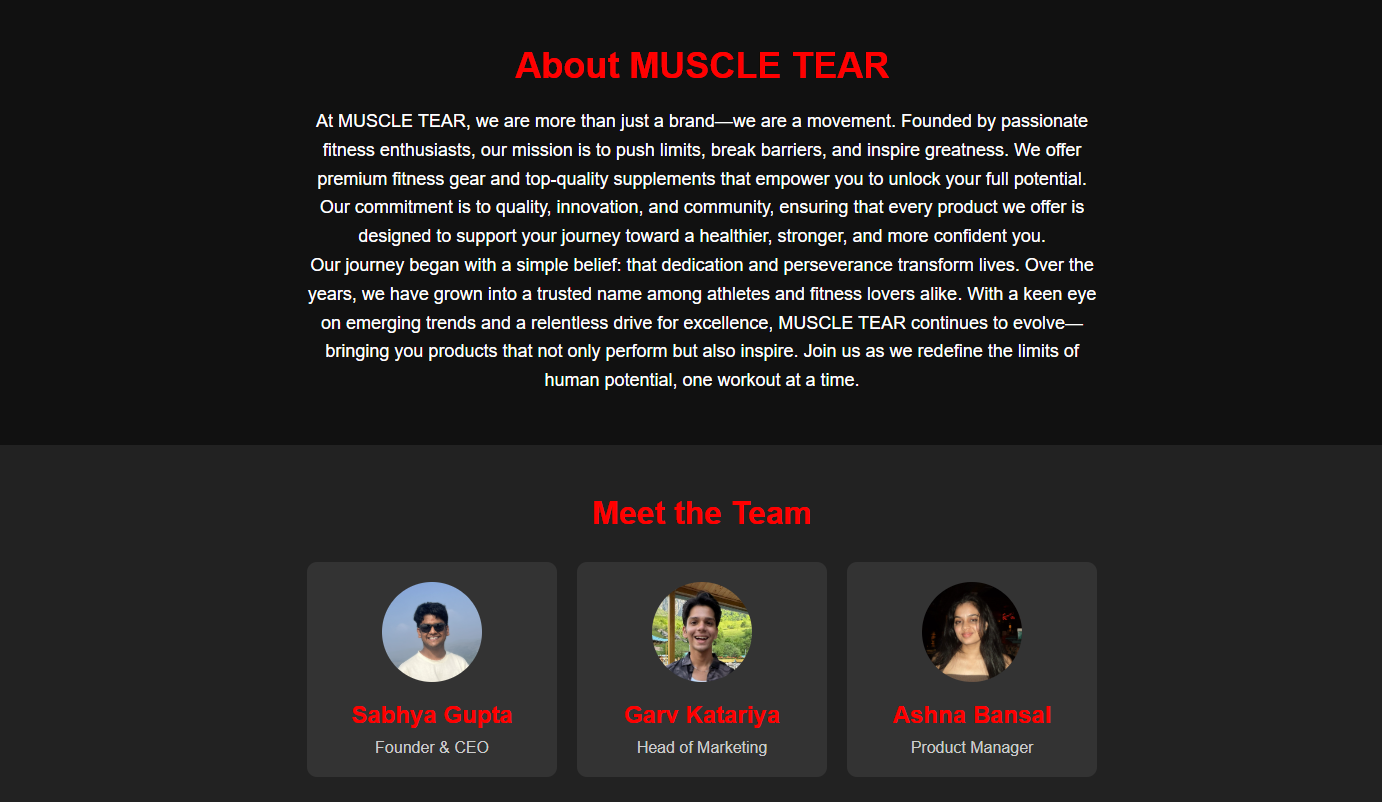 About MUSCLE TEAR
At MUSCLE TEAR, we are more than just a brand—we are a movement. Founded by passionate
fitness enthusiasts, our mission is to push limits, break barriers, and inspire greatness. We offer
premium fitness gear and top-quality supplements that empower you to unlock your full potential.
Our commitment is to quality, innovation, and community, ensuring that every product we offer is
designed to support your journey toward a healthier, stronger, and more confident you.
Our journey began with a simple belief: that dedication and perseverance transform lives. Over the
years, we have grown into a trusted name among athletes and fitness lovers alike. With a keen eye
on emerging trends and a relentless drive for excellence, MUSCLE TEAR continues to evolve—
bringing you products that not only perform but also inspire. Join us as we redefine the limits of
human potential, one workout at a time.
Meet the Team
Sabhya Gupta
Founder & CEO
Garv Katariya
Head of Marketing
Ashna Bansal
Product Manager